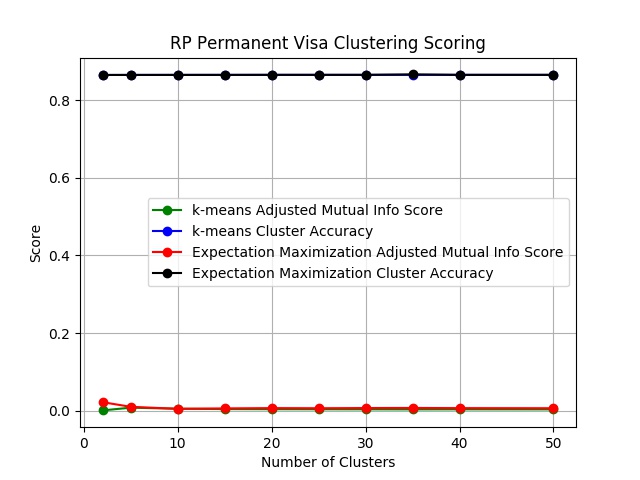 RP Permanent Visa Clustering Scoring
0.8
0.6
0.4
0.2
0.0
Score
k-means Adjusted Mutual Info Score
k-means Cluster Accuracy
Expectation Maximization Adjusted Mutual Info Score
Expectation Maximization Cluster Accuracy
0 10 20 30 40 50
Number of Clusters